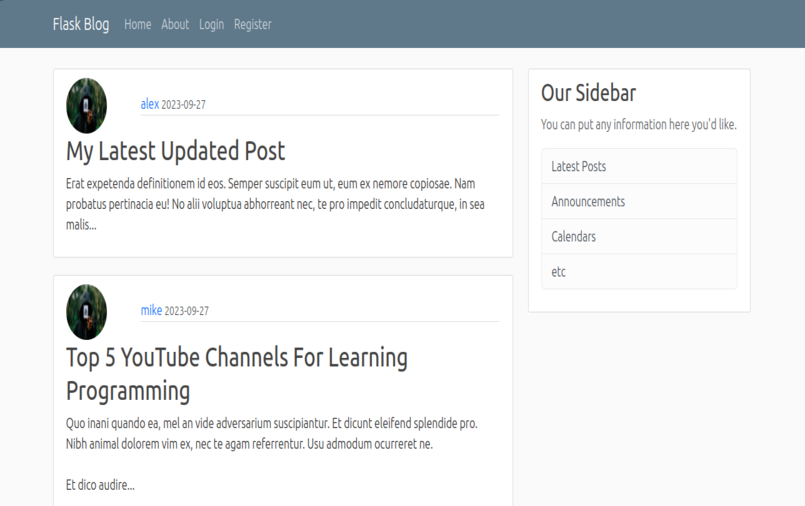 Flask Blog Home About Login Register
alex 2023-09-27
My Latest Updated Post
Erat expetenda definitionem id eos. Semper suscipit eum ut, eum ex nemore copiosae. Nam
probatus pertinacia eu! No alii voluptua abhorreant nec, te pro impedit concludaturque, in sea
malis...
mike 2023-09-27
Top 5 YouTube Channels For Learning
Programming
Quo inani quando ea, mel an vide adversarium suscipiantur. Et dicunt eleifend splendide pro.
Nibh animal dolorem vim ex, nec te agam referrentur. Usu admodum ocurreret ne.
Et dico audire...
Our Sidebar
You can put any information here you'd like.
Latest Posts
Announcements
Calendars
etc